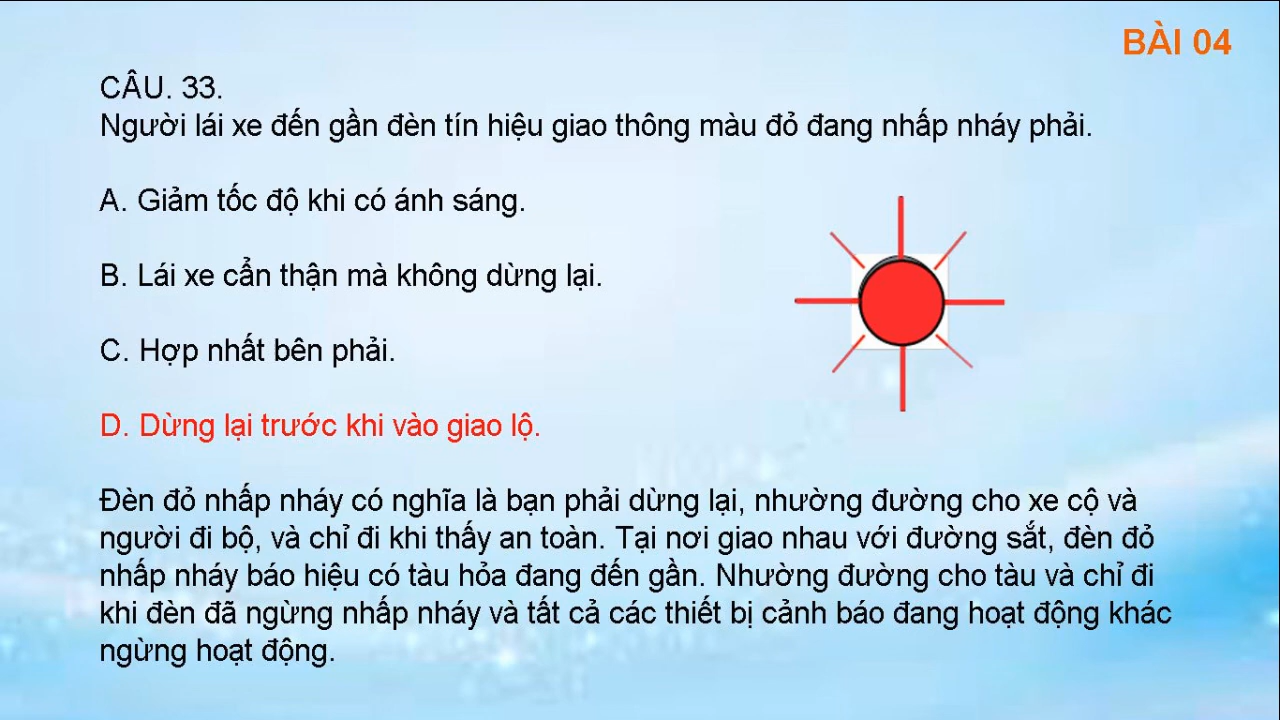 BÀI 04
CÂU. 33.
Người lái xe đến gần đèn tín hiệu giao thông màu đỏ đang nhấp nháy phải.
A. Giảm tốc độ khi có ánh sáng.
B. Lái xe cẩn thận mà không dừng lại.
C. Hợp nhất bên phải.
D. Dừng lại trước khi vào giao lộ.
Đèn đỏ nhấp nháy có nghĩa là bạn phải dừng lại, nhường đường cho xe cộ và
người đi bộ, và chỉ đi khi thấy an toàn. Tại nơi giao nhau với đường sắt, đèn đỏ
nhấp nháy báo hiệu có tàu hỏa đang đến gần. Nhường đường cho tàu và chỉ đi
khi đèn đã ngừng nhấp nháy và tất cả các thiết bị cảnh báo đang hoạt động khác
ngừng hoạt động.